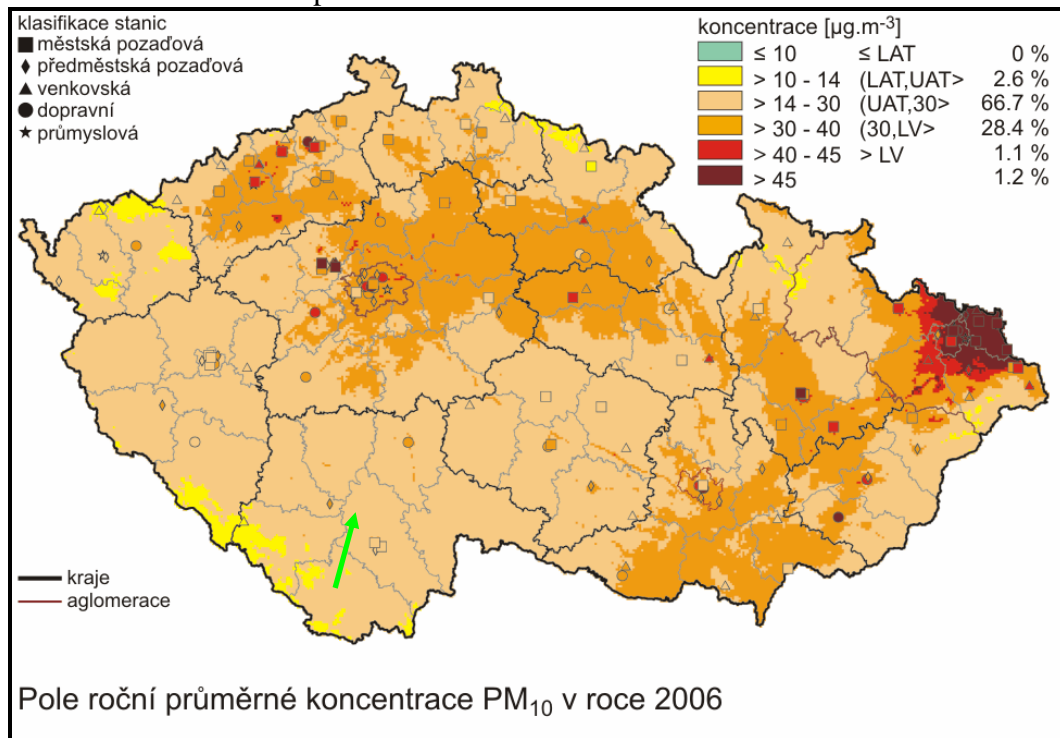 klasifikace stanic
městská pozaďová
předměstská pozaďová
venkovská
dopravní
průmyslová
koncentrace [µg.m-3]
≤ 10 ≤ LAT 0 %
> 10 - 14 (LAT,UAT> 2.6 %
> 14 - 30 (UAT,30> 66.7 %
> 30 - 40 (30,LV> 28.4 %
> 40 - 45 > LV 1.1 %
> 45 1.2 %
kraje
aglomerace
Pole roční průměrné koncentrace PM10 v roce 2006